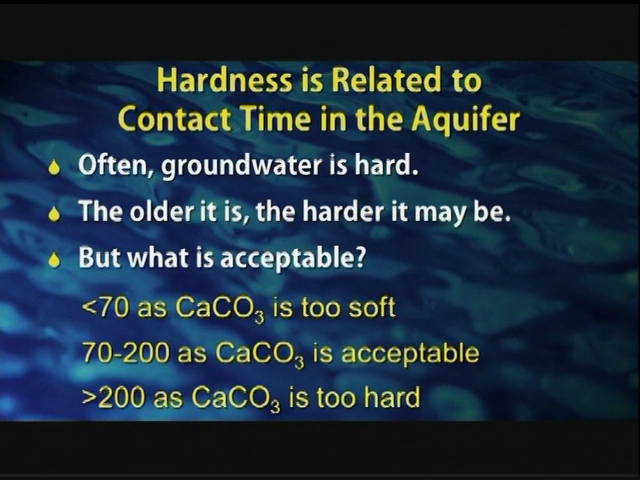 Hardness is Related to
Contact Time in the Aquifer
Often, groundwater is hard.
The older it is, the harder it may be.
But what is acceptable?
<70 as CaCO₃ is too soft
70-200 as CaCO₃ is acceptable
>200 as CaCO₃ is too hard